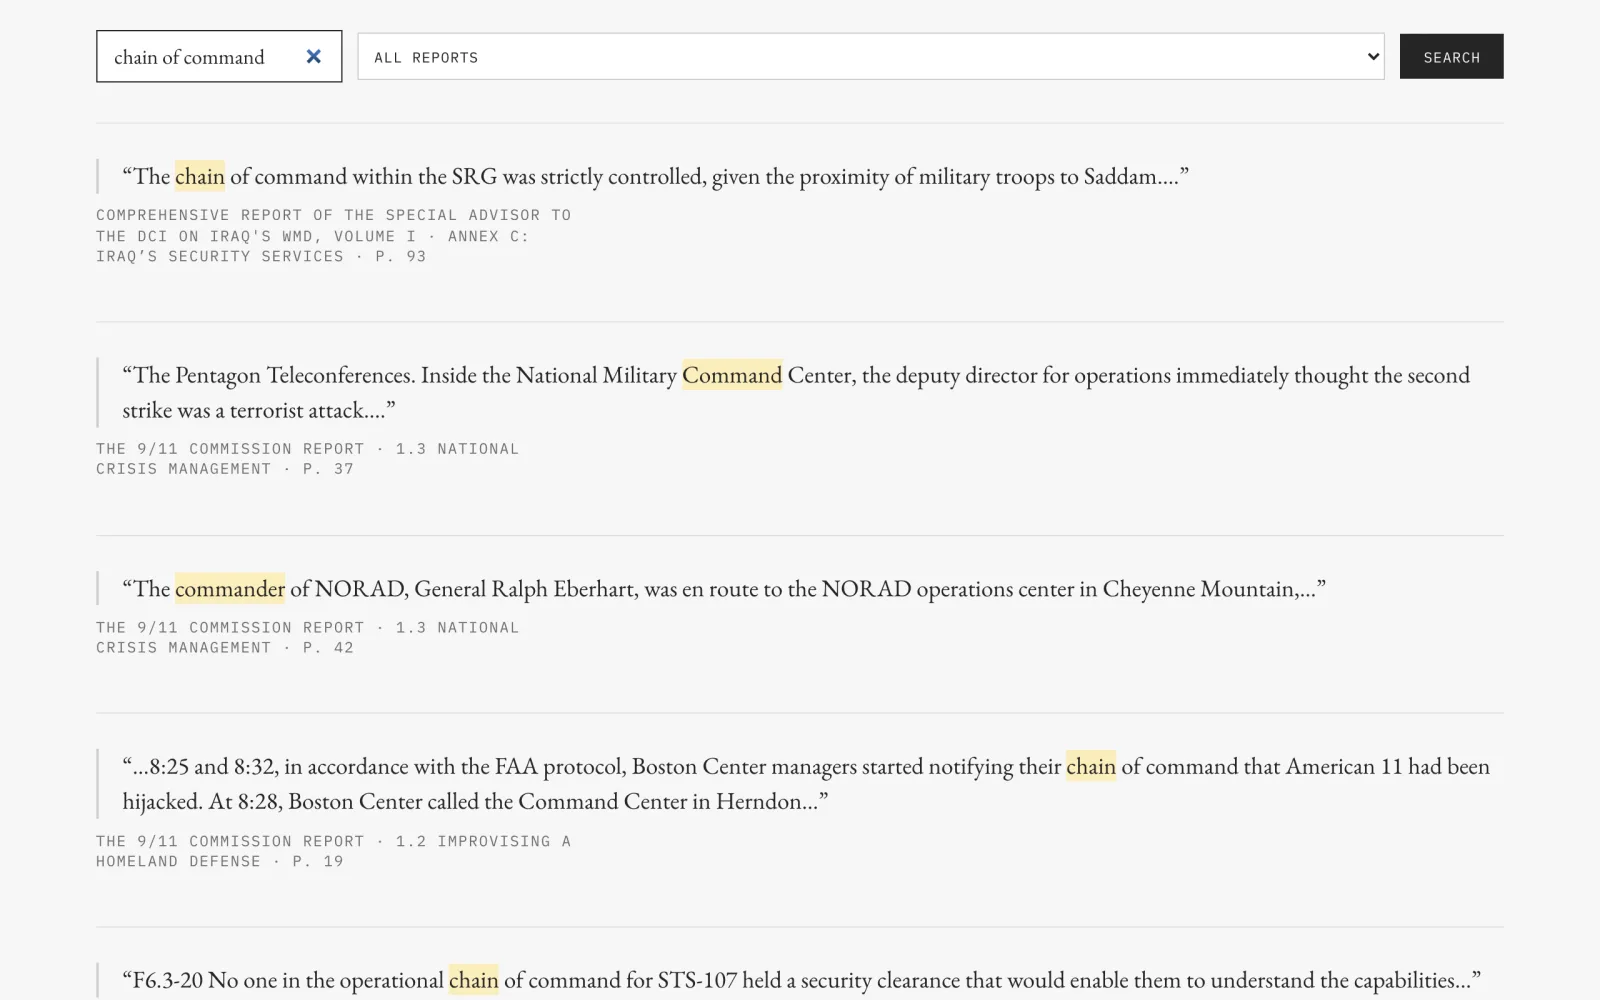 chain of command
ALL REPORTS
SEARCH
“The chain of command within the SRG was strictly controlled, given the proximity of military troops to Saddam....”
COMPREHENSIVE REPORT OF THE SPECIAL ADVISOR TO
THE DCI ON IRAQ'S WMD, VOLUME I · ANNEX C:
IRAQ’S SECURITY SERVICES · P. 93
“The Pentagon Teleconferences. Inside the National Military Command Center, the deputy director for operations immediately thought the second
strike was a terrorist attack....”
THE 9/11 COMMISSION REPORT · 1.3 NATIONAL
CRISIS MANAGEMENT · P. 37
“The commander of NORAD, General Ralph Eberhart, was en route to the NORAD operations center in Cheyenne Mountain,...”
THE 9/11 COMMISSION REPORT · 1.3 NATIONAL
CRISIS MANAGEMENT · P. 42
“...8:25 and 8:32, in accordance with the FAA protocol, Boston Center managers started notifying their chain of command that American 11 had been
hijacked. At 8:28, Boston Center called the Command Center in Herndon...”
THE 9/11 COMMISSION REPORT · 1.2 IMPROVISING A
HOMELAND DEFENSE · P. 19
“F6.3-20 No one in the operational chain of command for STS-107 held a security clearance that would enable them to understand the capabilities...”